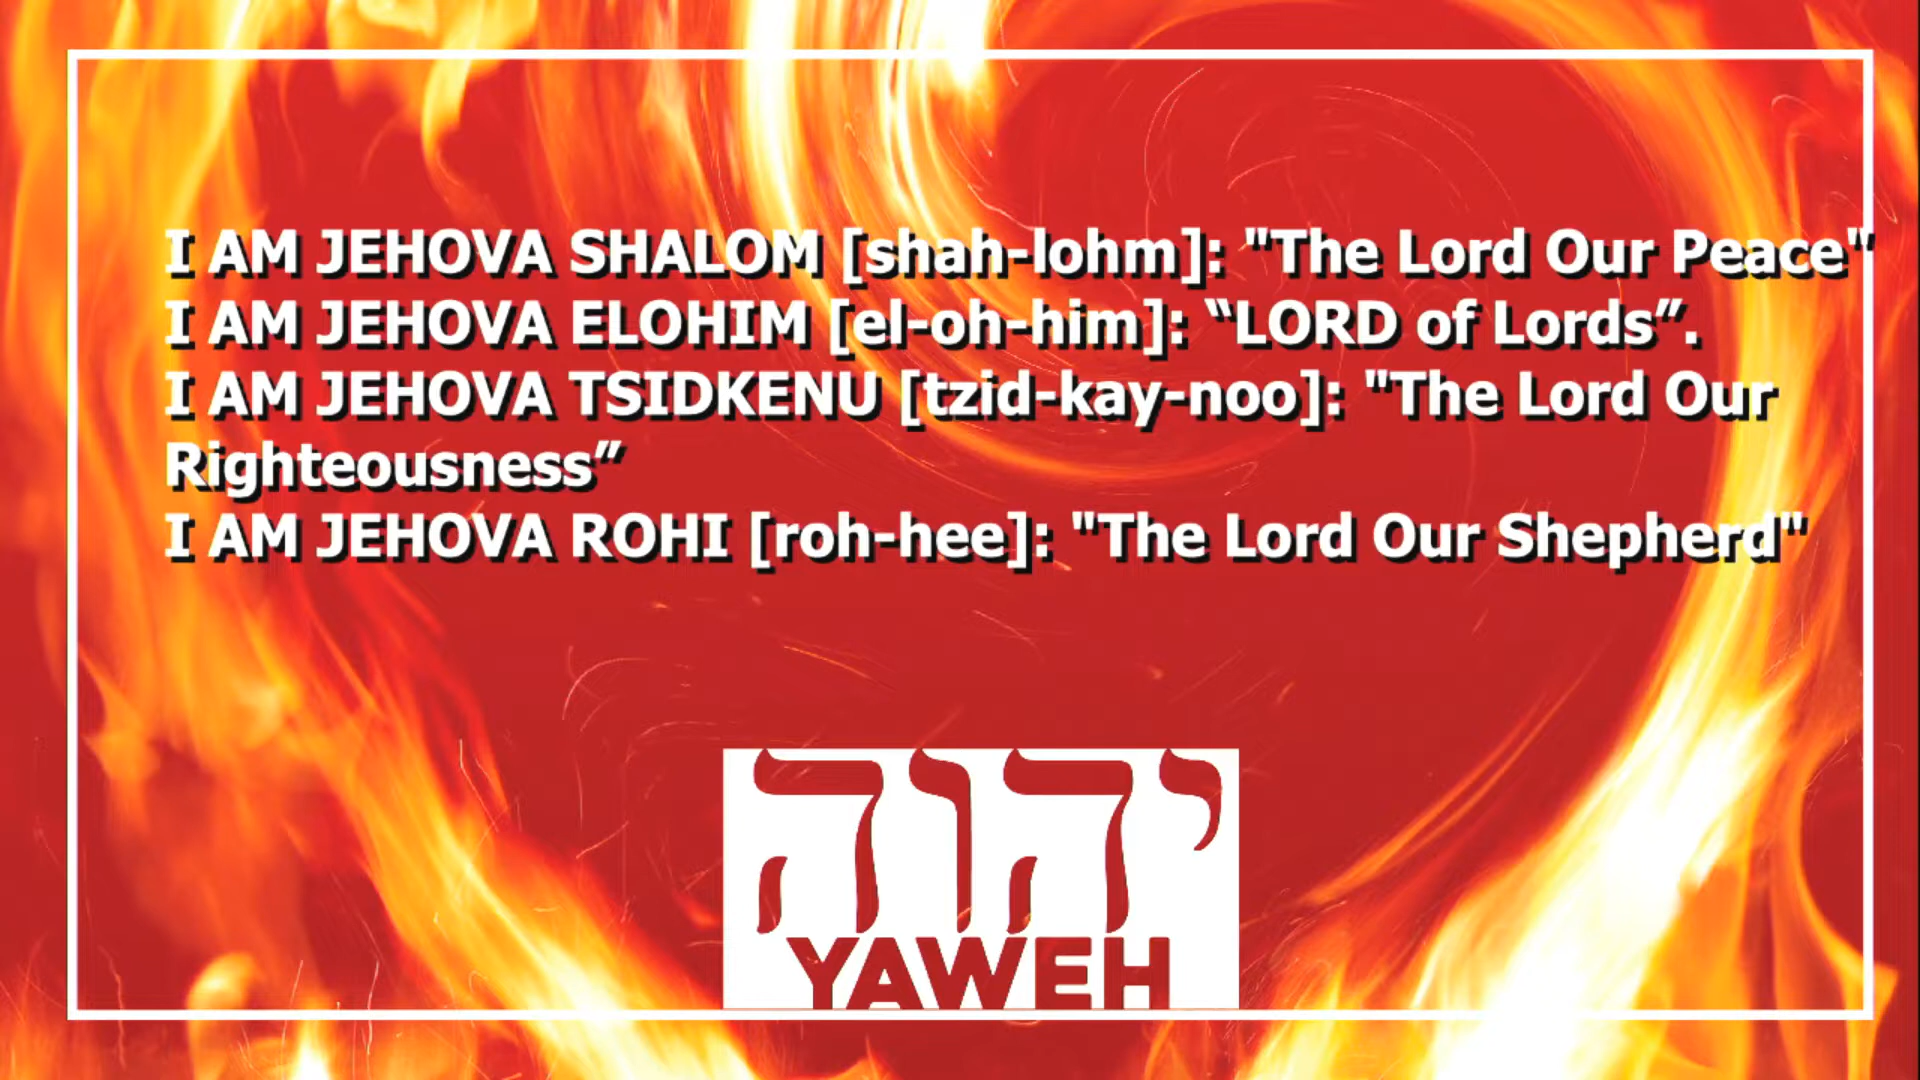 I AM JEHOVA SHALOM [shah-lohm]: "The Lord Our Peace"
I AM JEHOVA ELOHIM [el-oh-him]: “LORD of Lords”.
I AM JEHOVA TSIDKENU [tzid-kay-noo]: "The Lord Our
Righteousness”
I AM JEHOVA ROHI [roh-hee]: "The Lord Our Shepherd"
יהוה
YAWEH